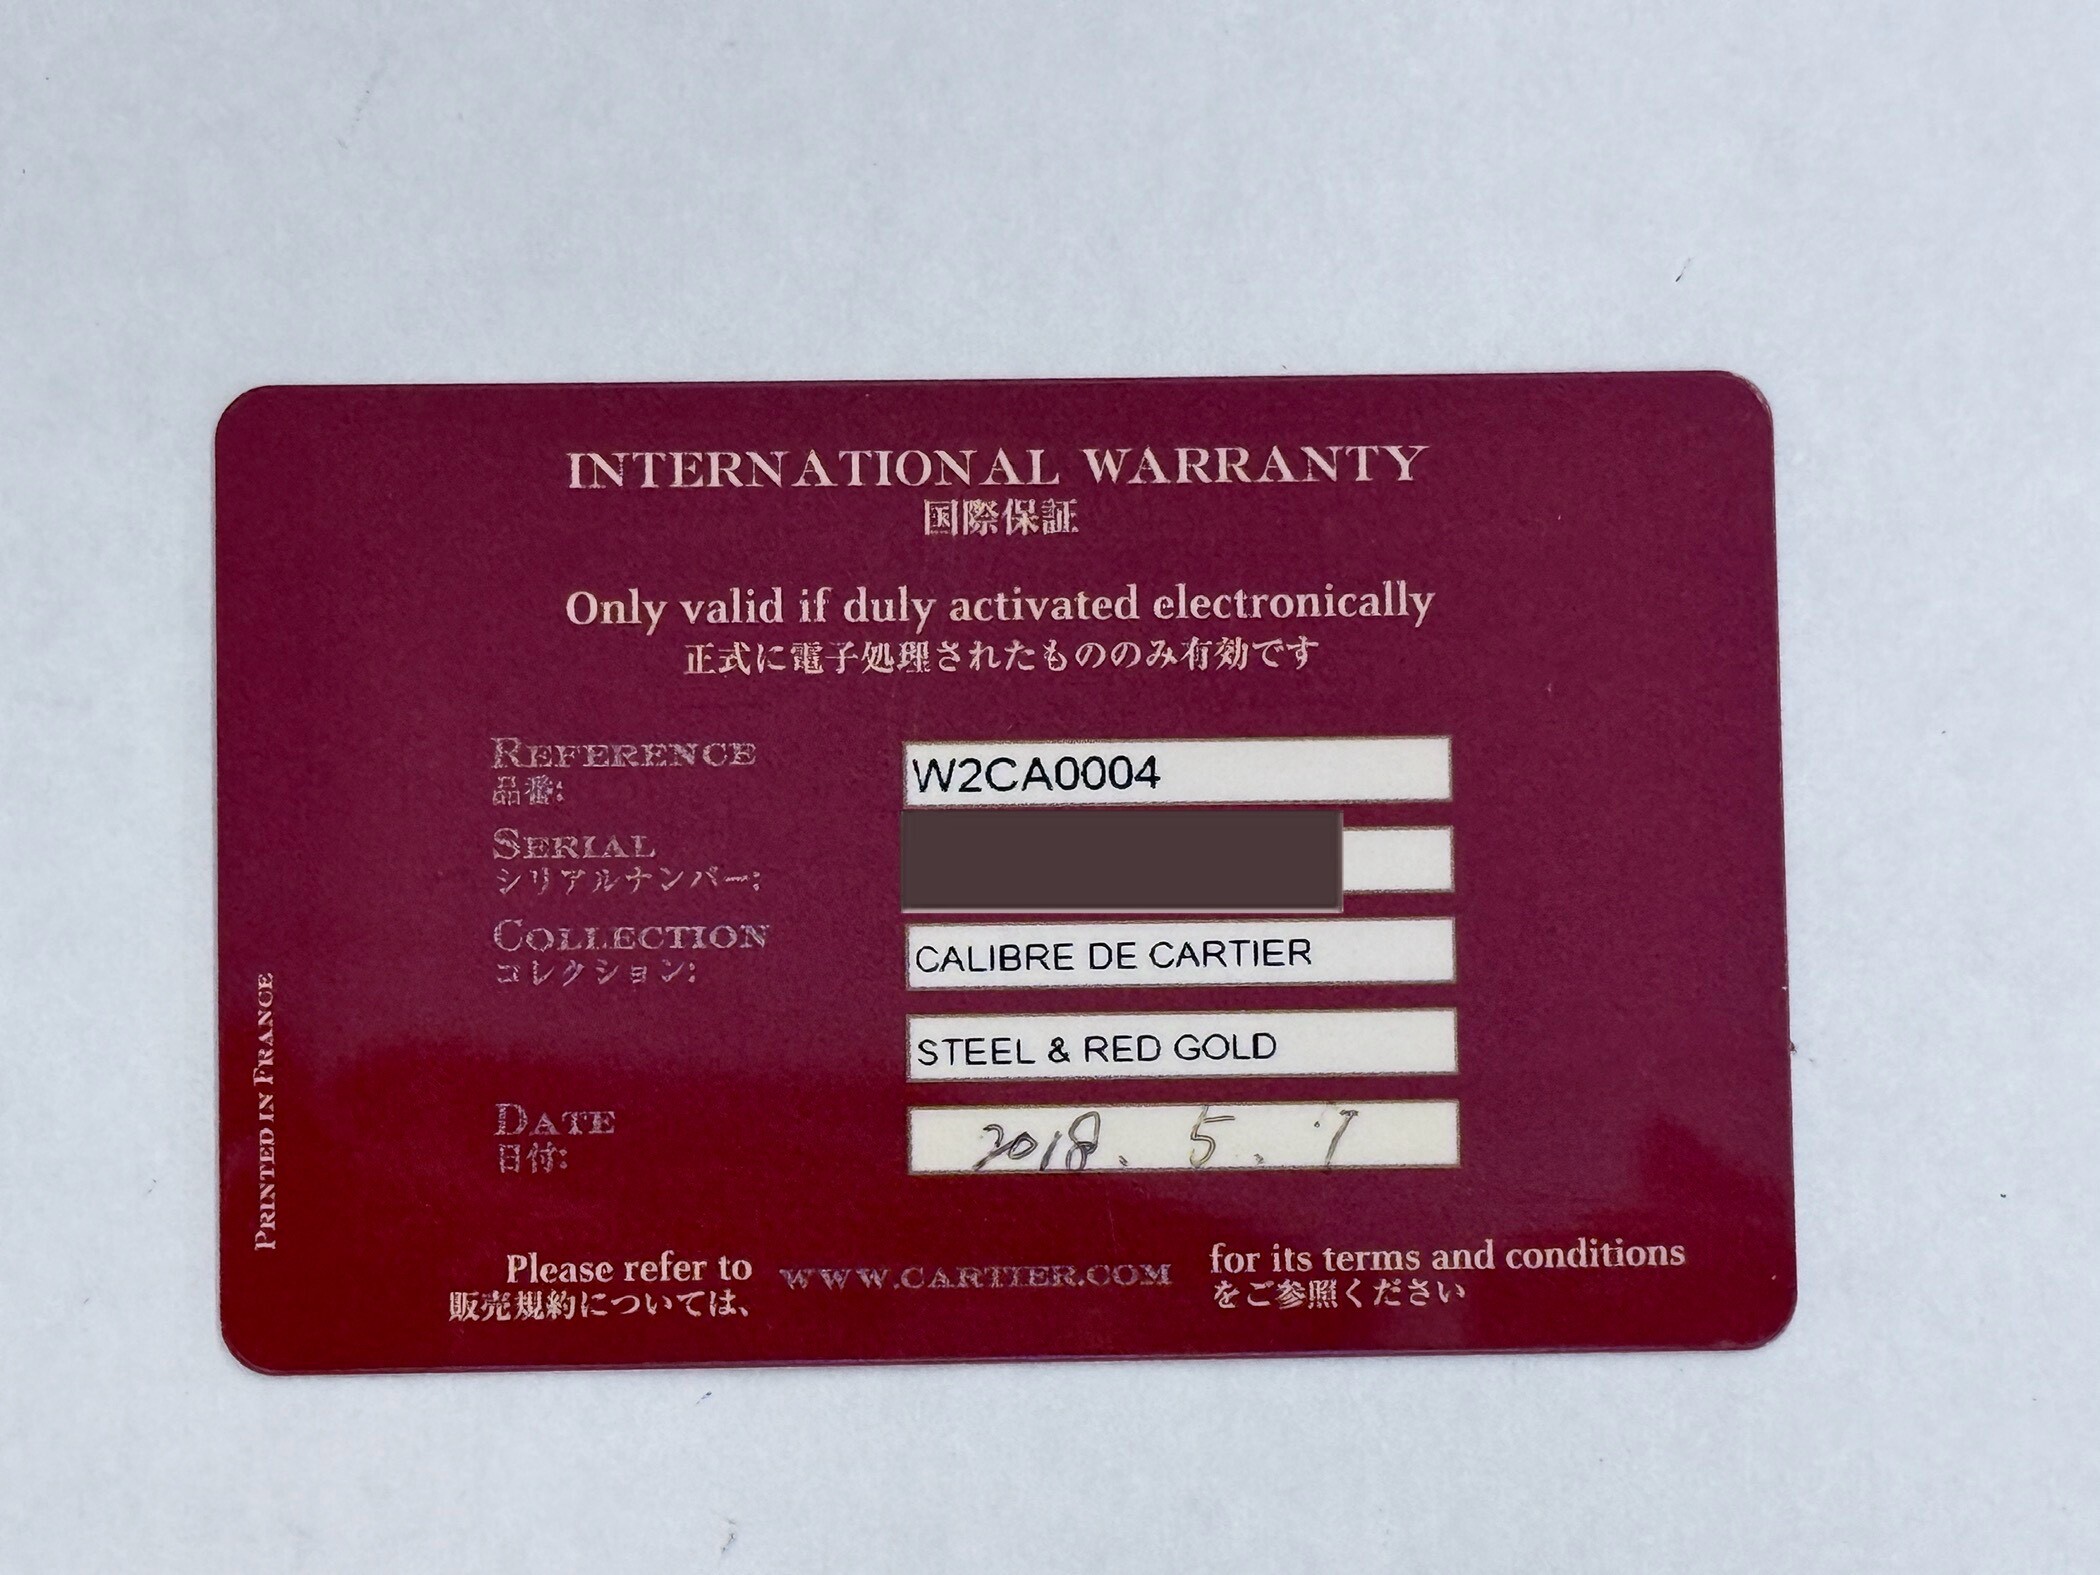 INTERNATIONAL WARRANTY
国際保証
Only valid if duly activated electronically
正式に電子処理されたもののみ有効です
REFERENCE
品番:
W2CA0004
SERIAL
シリアルナンバー:
COLLECTION
コレクション:
CALIBRE DE CARTIER
STEEL & RED GOLD
DATE
日付:
2018. 5. 7
PRINTED IN FRANCE
Please refer to WWW.CARTIER.COM for its terms and conditions
販売規約については、 をご参照ください